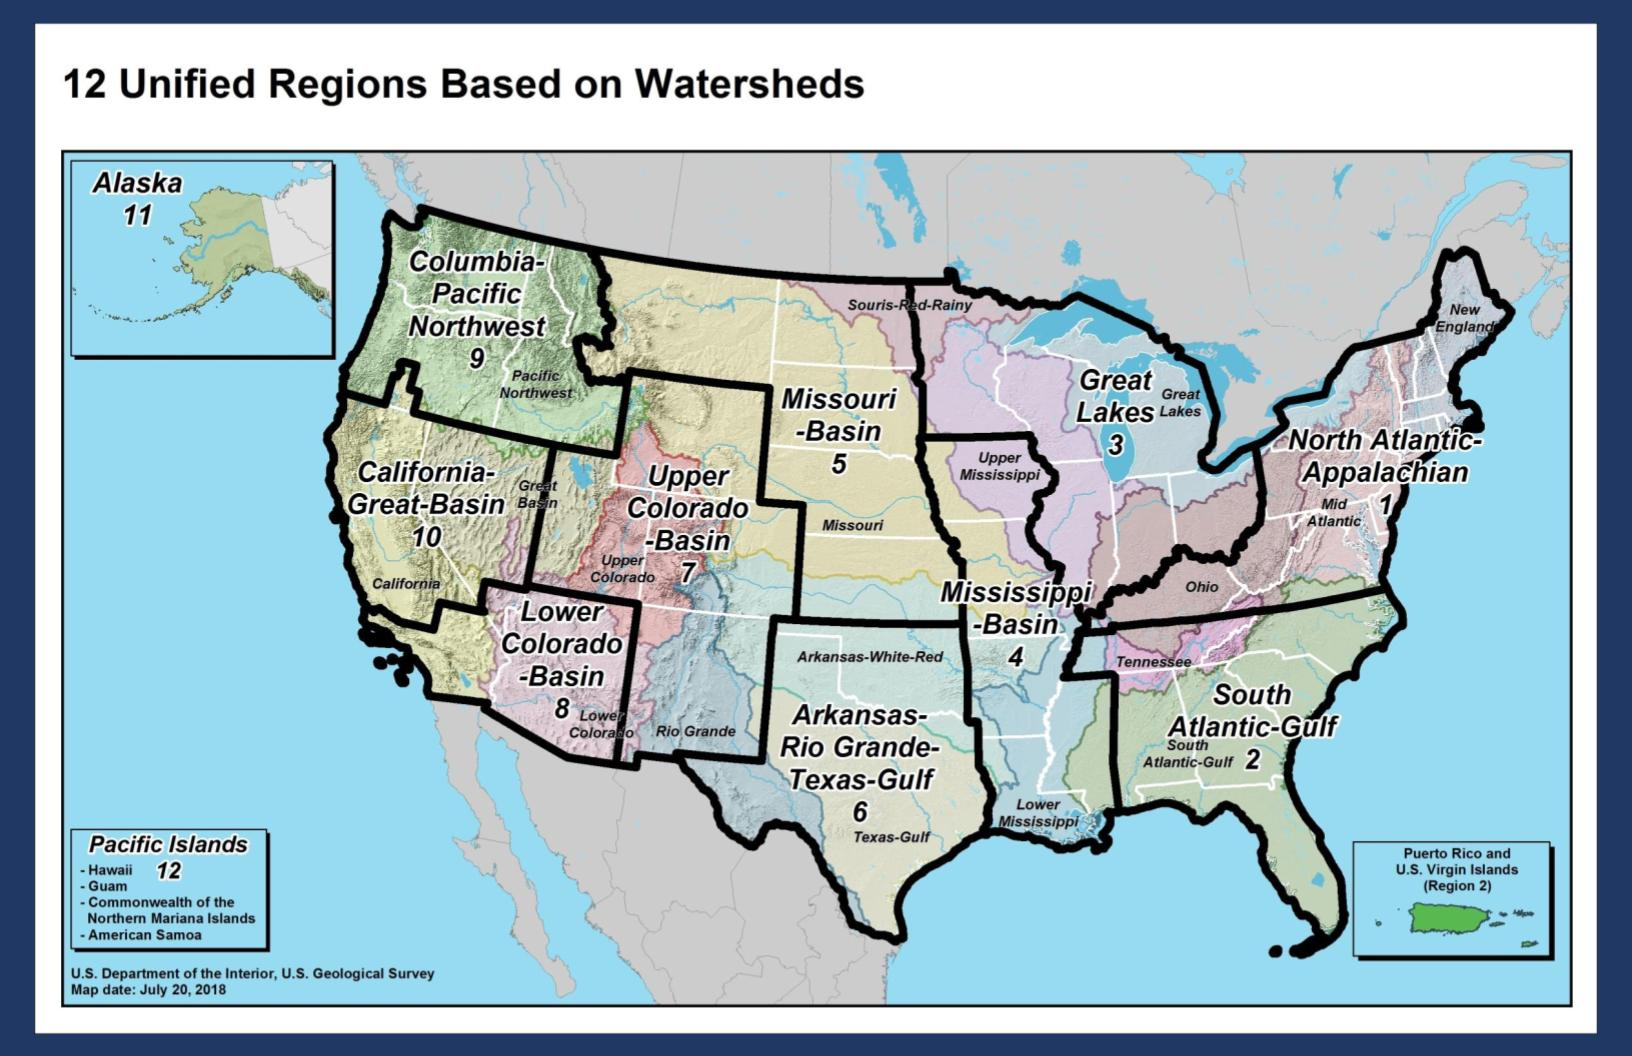 12 Unified Regions Based on Watersheds
Alaska
11
Columbia-
Pacific
Northwest
9
Pacific
Northwest
Souris-Red-Rainy
New
England
Missouri
-Basin
5
Great
Lakes
3
Great
Lakes
North Atlantic-
Appalachian
1
Mid
Atlantic
California-
Great-Basin
10
Great
Basin
California
Upper
Colorado
-Basin
7
Upper
Colorado
Missouri
Upper
Mississippi
Mississippi
-Basin
4
Ohio
Lower
Colorado
-Basin
8
Lower
Colorado
Rio Grande
Arkansas-White-Red
Arkansas-
Rio Grande-
Texas-Gulf
6
Texas-Gulf
Tennessee
South
Atlantic-Gulf
2
South
Atlantic-Gulf
Lower
Mississippi
Pacific Islands
12
- Hawaii
- Guam
- Commonwealth of the
Northern Mariana Islands
- American Samoa
Puerto Rico and
U.S. Virgin Islands
(Region 2)
U.S. Department of the Interior, U.S. Geological Survey
Map date: July 20, 2018